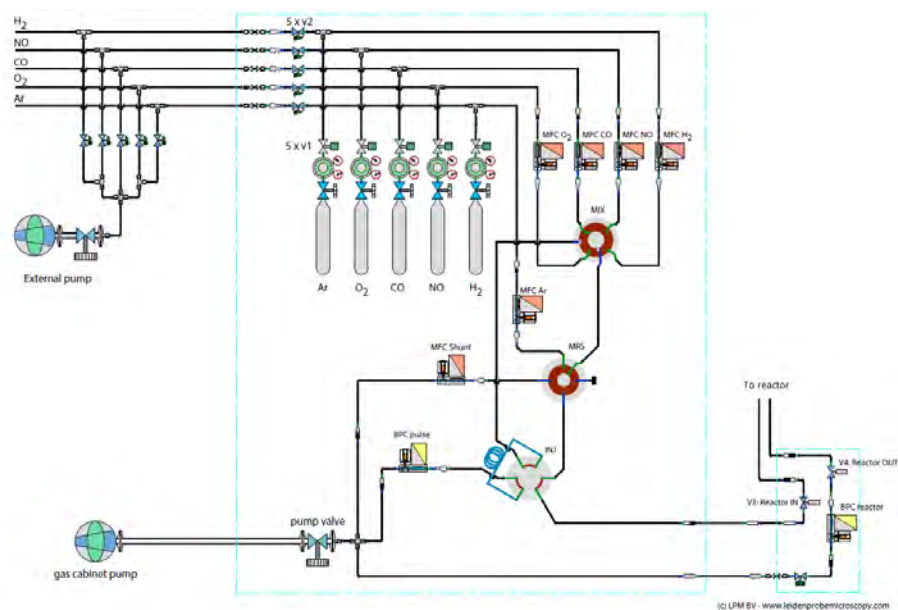 H2
NO
CO
O2
Ar
5 x v2
5 x v1
MFC O2
MFC CO
MFC NO
MFC H2
MIX
External pump
Ar
O2
CO
NO
H2
MFC Ar
MFC Shunt
MRS
To reactor
BPC pulse
INJ
V4: Reactor OUT
V3: Reactor IN
BPC reactor
pump valve
gas cabinet pump
(c) LPM BV - www.leidenprobemicroscopy.com